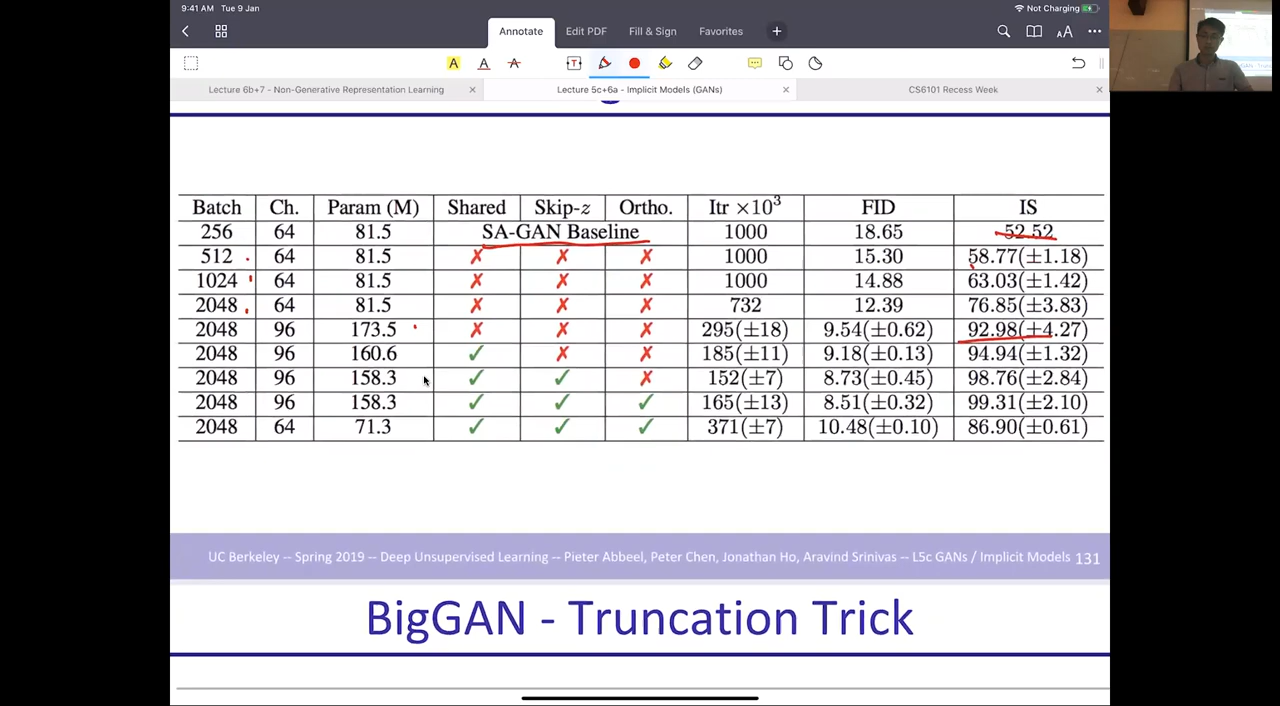 9:41 AM Tue 9 Jan
Not Charging
Annotate Edit PDF Fill & Sign Favorites +
A A A T AA
Lecture 6b+7 - Non-Generative Representation Learning × Lecture 5c+6a - Implicit Models (GANs) × CS6101 Recess Week ×
Batch Ch. Param (M) Shared Skip-z Ortho. Itr ×10³ FID IS
256 64 81.5 SA-GAN Baseline 1000 18.65 52.52
512 64 81.5 ✗ ✗ ✗ 1000 15.30 58.77(±1.18)
1024 64 81.5 ✗ ✗ ✗ 1000 14.88 63.03(±1.42)
2048 64 81.5 ✗ ✗ ✗ 732 12.39 76.85(±3.83)
2048 96 173.5 ✗ ✗ ✗ 295(±18) 9.54(±0.62) 92.98(±4.27)
2048 96 160.6 ✓ ✗ ✗ 185(±11) 9.18(±0.13) 94.94(±1.32)
2048 96 158.3 ✓ ✓ ✗ 152(±7) 8.73(±0.45) 98.76(±2.84)
2048 96 158.3 ✓ ✓ ✓ 165(±13) 8.51(±0.32) 99.31(±2.10)
2048 64 71.3 ✓ ✓ ✓ 371(±7) 10.48(±0.10) 86.90(±0.61)
UC Berkeley -- Spring 2019 -- Deep Unsupervised Learning -- Pieter Abbeel, Peter Chen, Jonathan Ho, Aravind Srinivas -- L5c GANs / Implicit Models 131
BigGAN - Truncation Trick